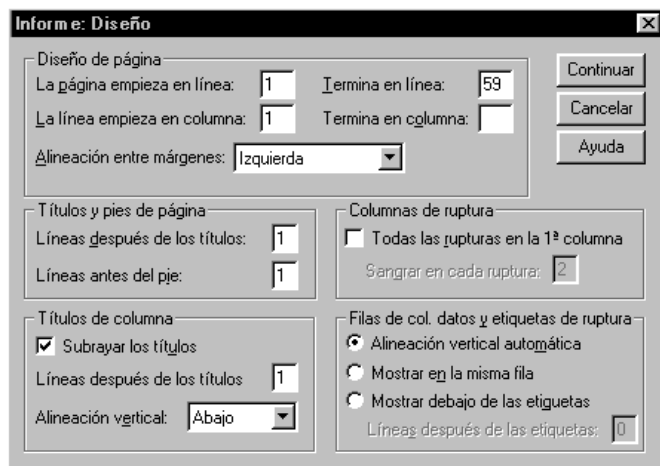 Informe: Diseño
Diseño de página
La página empieza en línea: 1 Termina en línea: 59
La línea empieza en columna: 1 Termina en columna:
Alineación entre márgenes: Izquierda
Continuar
Cancelar
Ayuda
Títulos y pies de página
Líneas después de los títulos: 1
Líneas antes del pie: 1
Columnas de ruptura
Todas las rupturas en la 1ª columna
Sangrar en cada ruptura: 2
Títulos de columna
Subrayar los títulos
Líneas después de los títulos 1
Alineación vertical: Abajo
Filas de col. datos y etiquetas de ruptura
Alineación vertical automática
Mostrar en la misma fila
Mostrar debajo de las etiquetas
Líneas después de las etiquetas: 0